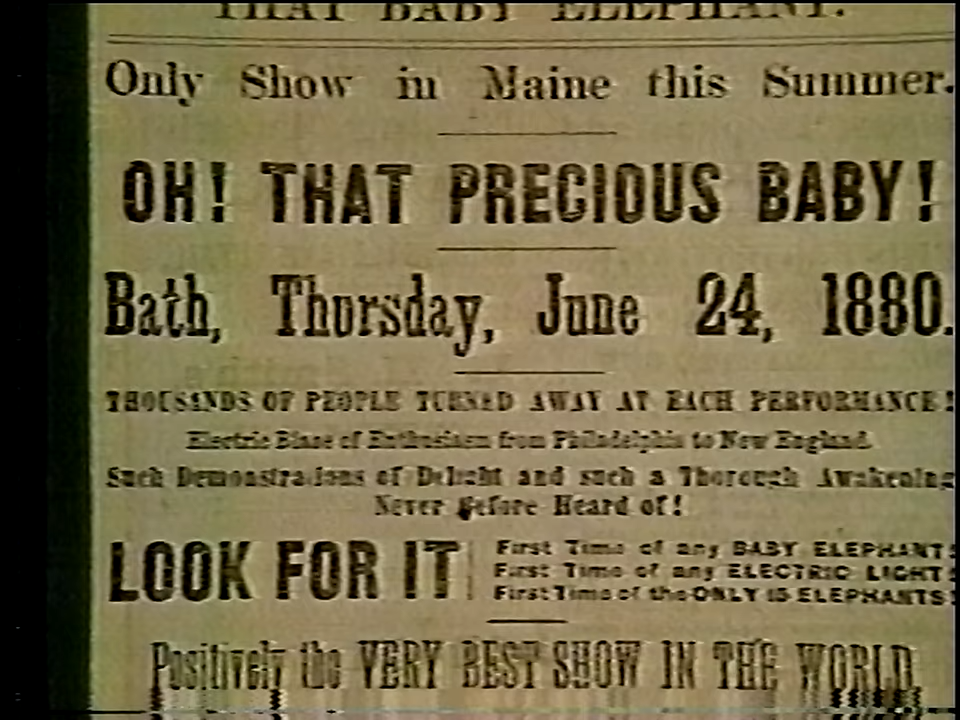 THAT BABY ELEPHANT.
Only Show in Maine this Summer.
OH! THAT PRECIOUS BABY!
Bath, Thursday, June 24, 1880.
THOUSANDS OF PEOPLE TURNED AWAY AT EACH PERFORMANCE!
Electric Blaze of Enthusiasm from Philadelphia to New England.
Such Demonstrations of Delight and such a Thorough Awakening
Never Before Heard of!
LOOK FOR IT
First Time of any BABY ELEPHANT!
First Time of any ELECTRIC LIGHT!
First Time of the ONLY 15 ELEPHANTS!
Positively the VERY BEST SHOW IN THE WORLD.